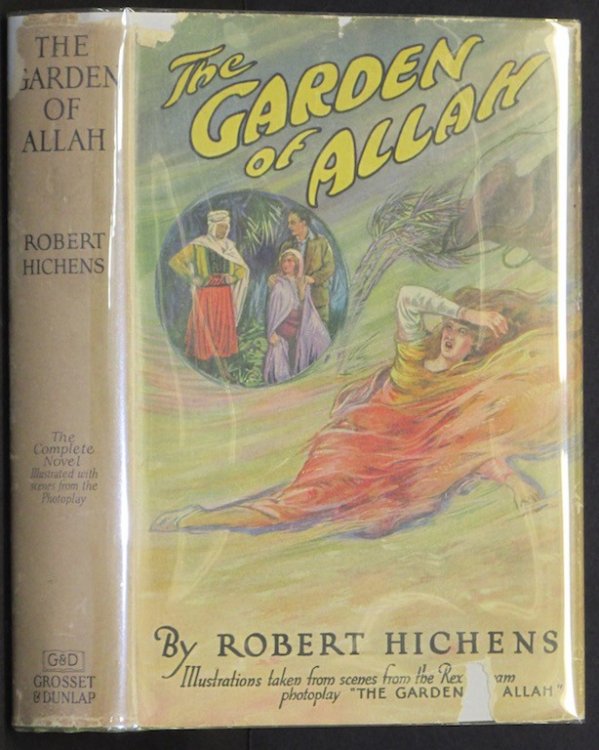 THE
GARDEN
OF
ALLAH
ROBERT
HICHENS
The
Complete
Novel
Illustrated with
scenes from the
Photoplay
G&D
GROSSET
& DUNLAP
The
GARDEN
OF
ALLAH
By ROBERT HICHENS
Illustrations taken from scenes from the Rex
photoplay "THE GARDEN ALLAH"